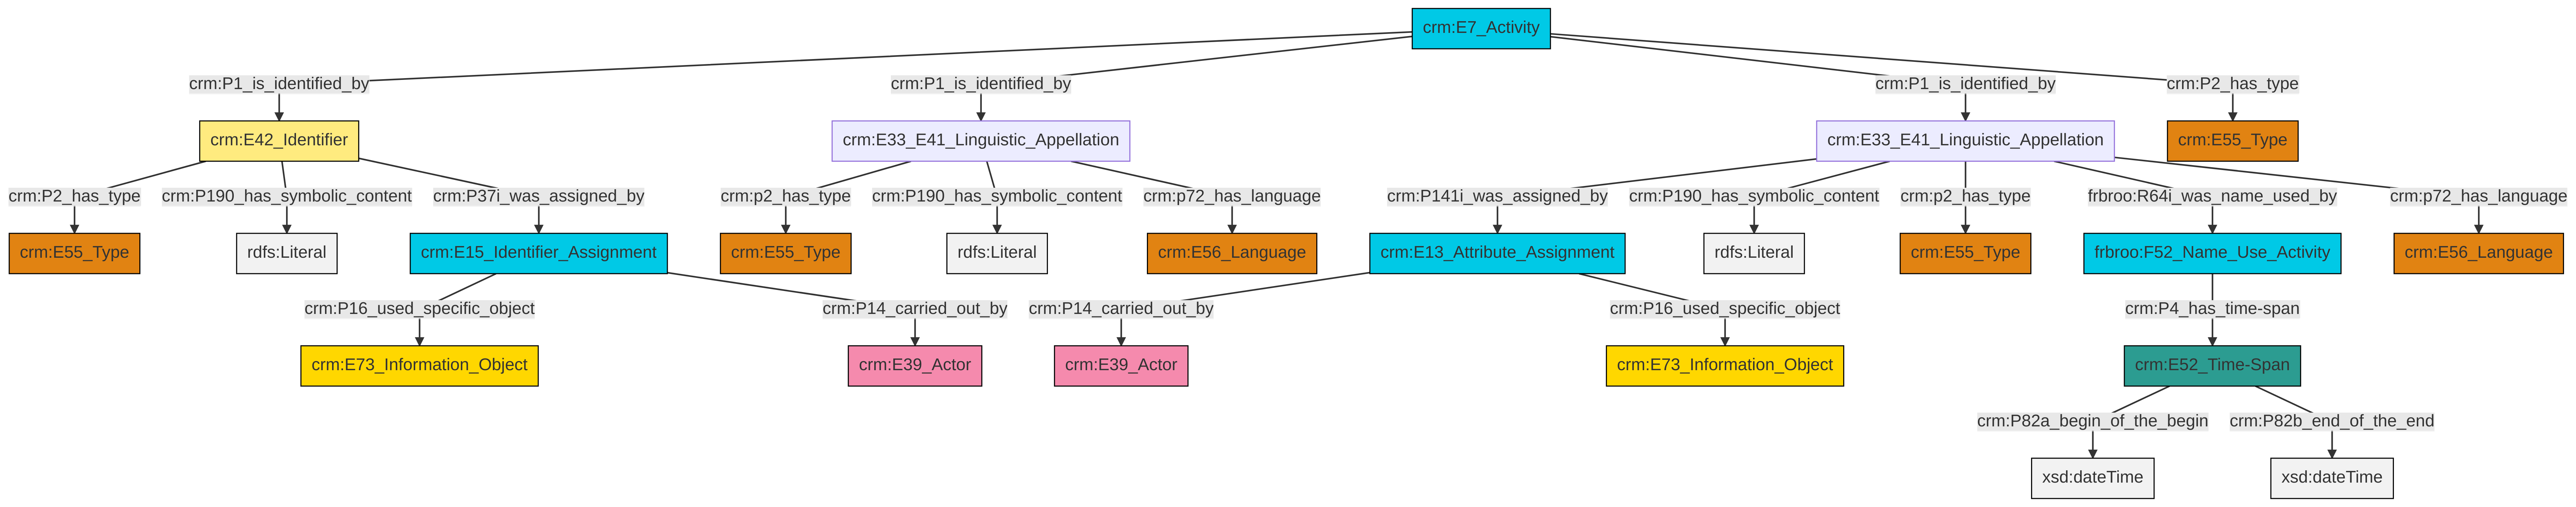 crm:E7_Activity
crm:P1_is_identified_by
crm:P1_is_identified_by
crm:P1_is_identified_by
crm:P2_has_type
crm:E42_Identifier
crm:E33_E41_Linguistic_Appellation
crm:E33_E41_Linguistic_Appellation
crm:E55_Type
crm:P2_has_type
crm:P190_has_symbolic_content
crm:P37i_was_assigned_by
crm:p2_has_type
crm:P190_has_symbolic_content
crm:p72_has_language
crm:P141i_was_assigned_by
crm:P190_has_symbolic_content
crm:p2_has_type
frbroo:R64i_was_name_used_by
crm:p72_has_language
crm:E55_Type
rdfs:Literal
crm:E15_Identifier_Assignment
crm:E55_Type
rdfs:Literal
crm:E56_Language
crm:E13_Attribute_Assignment
rdfs:Literal
crm:E55_Type
frbroo:F52_Name_Use_Activity
crm:E56_Language
crm:P16_used_specific_object
crm:P14_carried_out_by
crm:P14_carried_out_by
crm:P16_used_specific_object
crm:P4_has_time-span
crm:E73_Information_Object
crm:E39_Actor
crm:E39_Actor
crm:E73_Information_Object
crm:E52_Time-Span
crm:P82a_begin_of_the_begin
crm:P82b_end_of_the_end
xsd:dateTime
xsd:dateTime